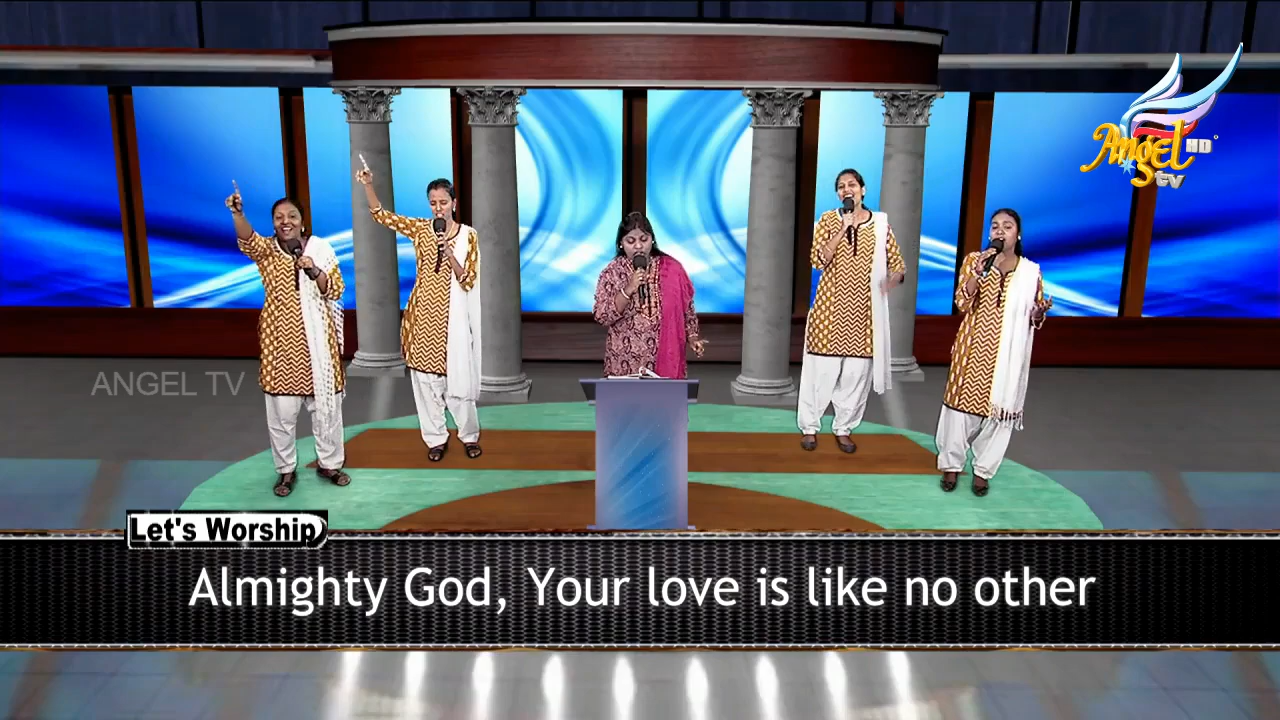 Angel HD
tv
ANGEL TV
Let's Worship
Almighty God, Your love is like no other